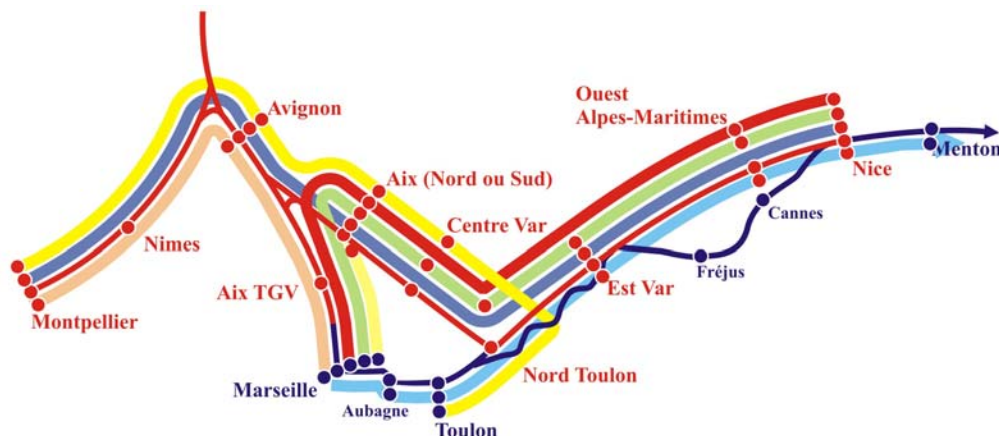 Avignon
Ouest
Alpes-Maritimes
Menton
Aix (Nord ou Sud)
Nice
Centre Var
Cannes
Nimes
Fréjus
Aix TGV
Est Var
Montpellier
Nord Toulon
Marseille
Aubagne
Toulon